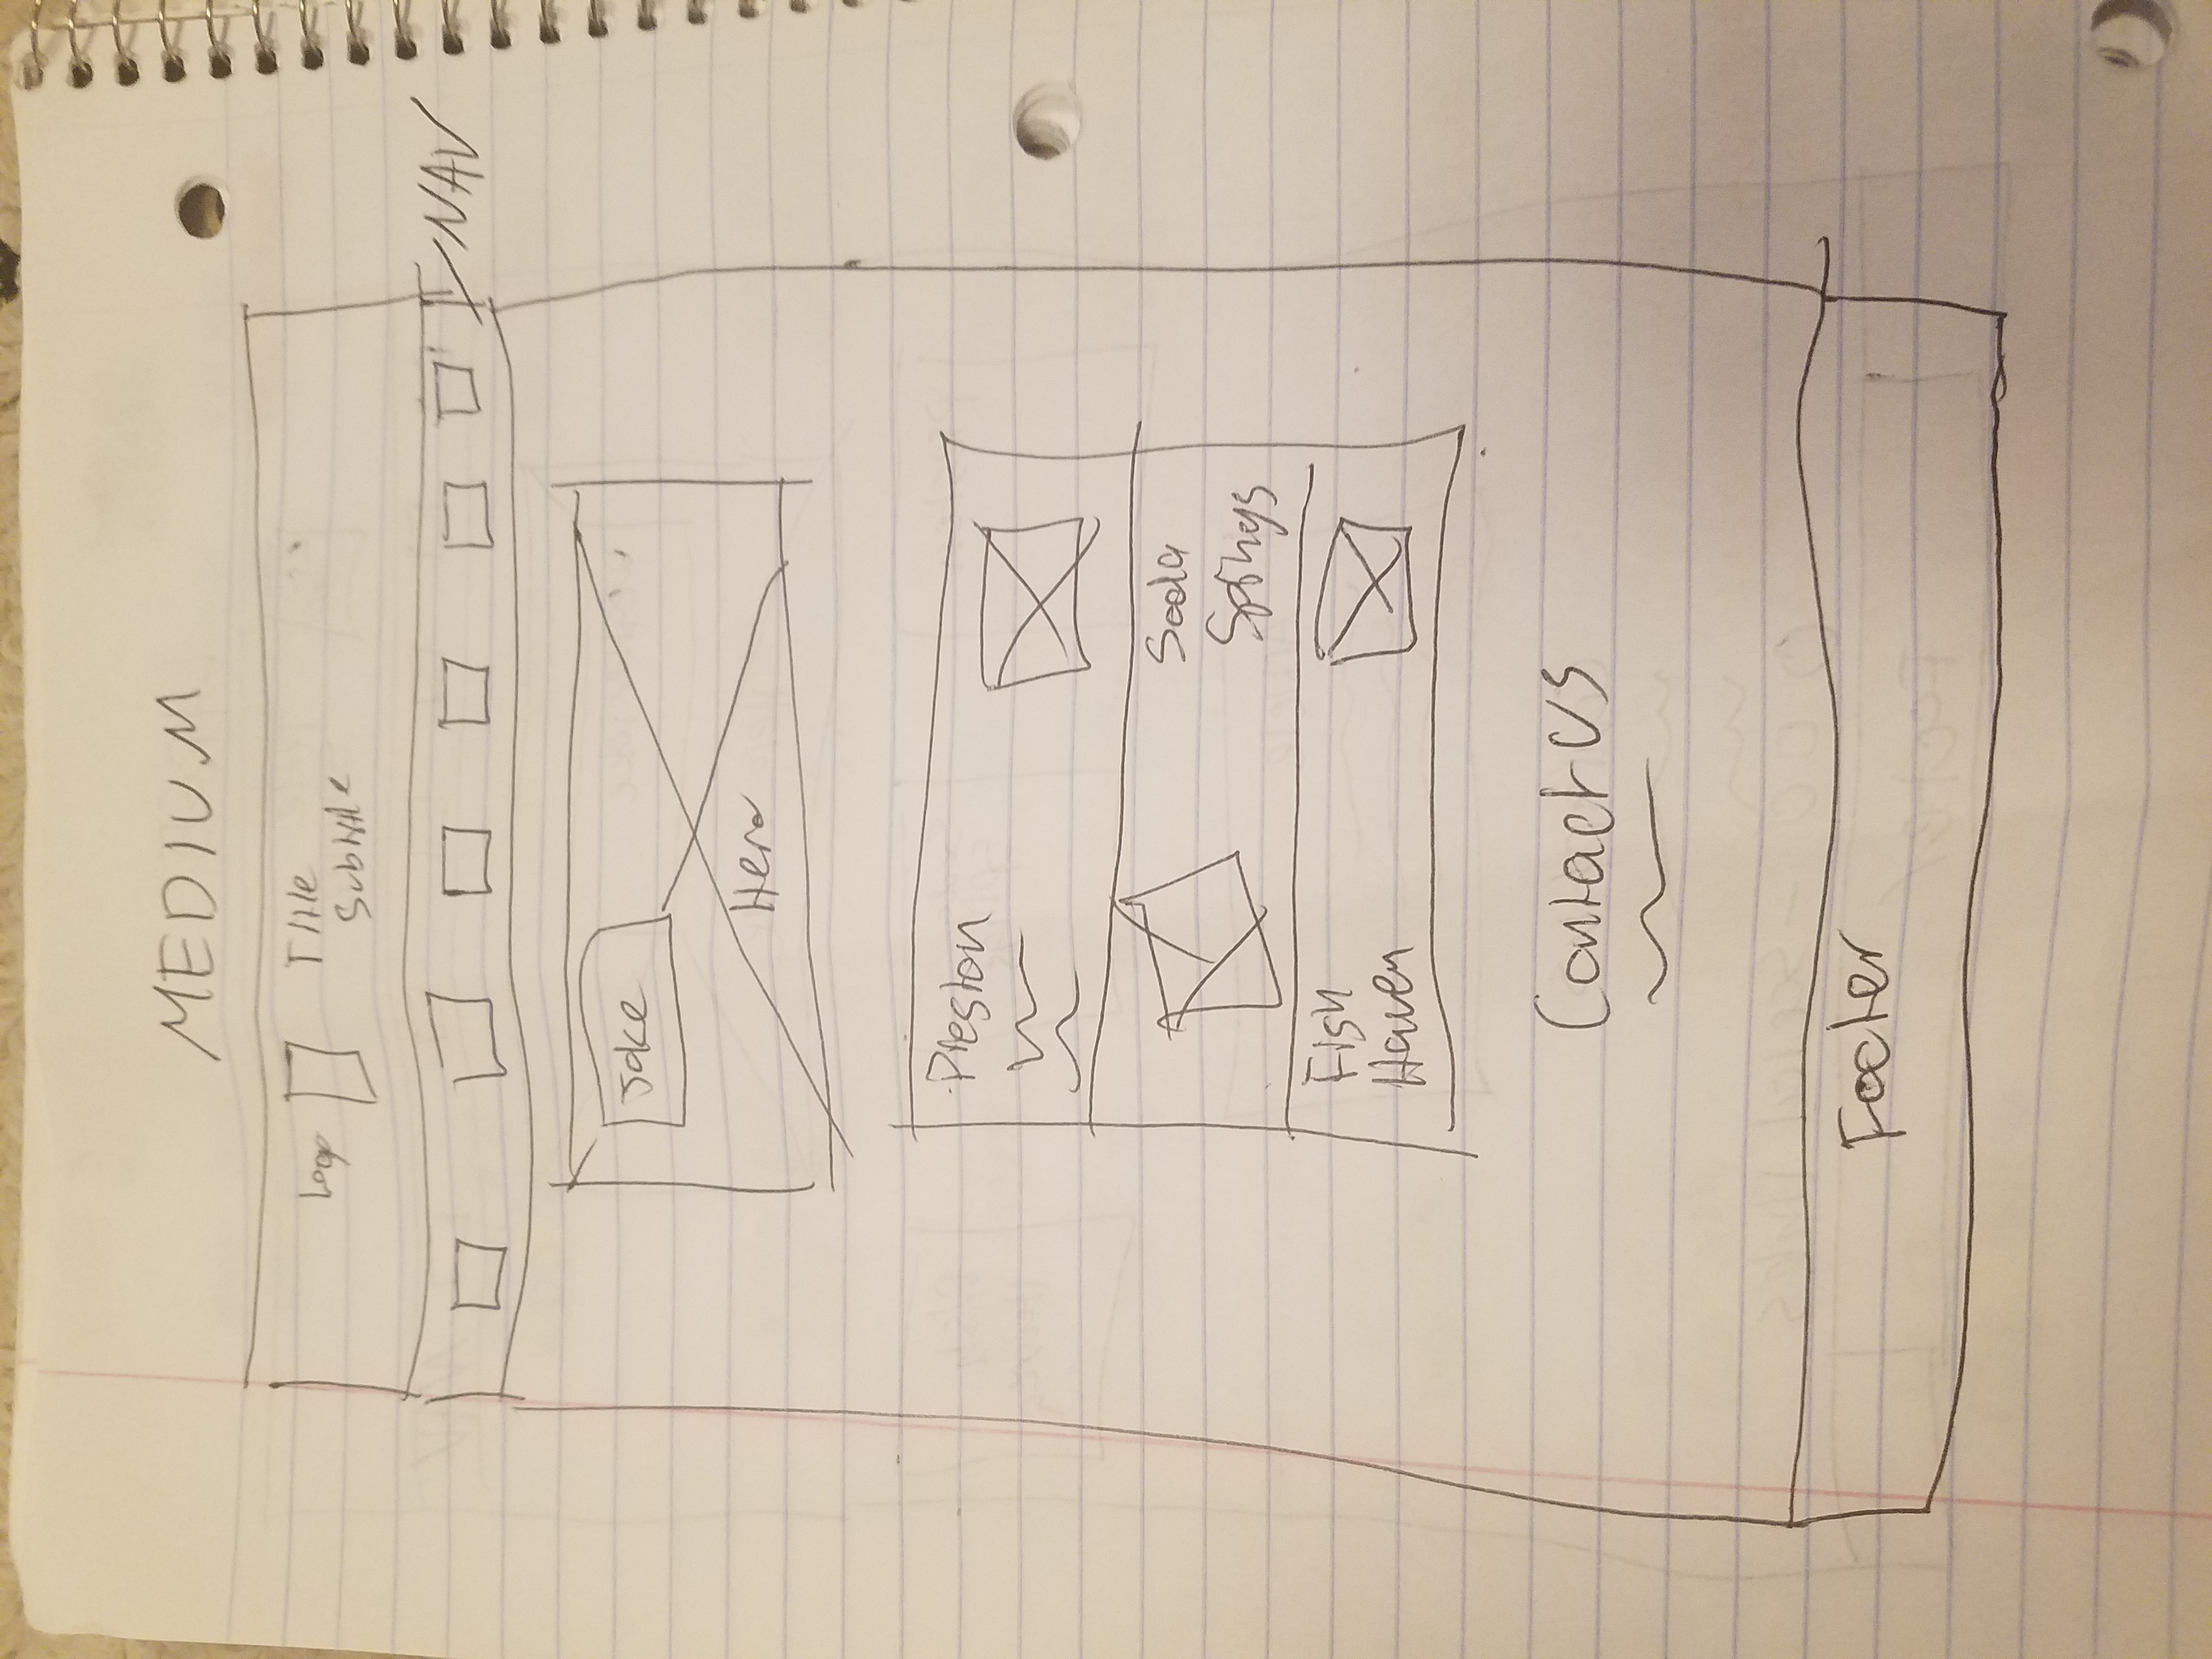 MEDIUM
Logo
Title
Subtitle
NAV
Joke
Hero
Preston
Soda
Springs
Fish
Haven
Contact Us
Footer